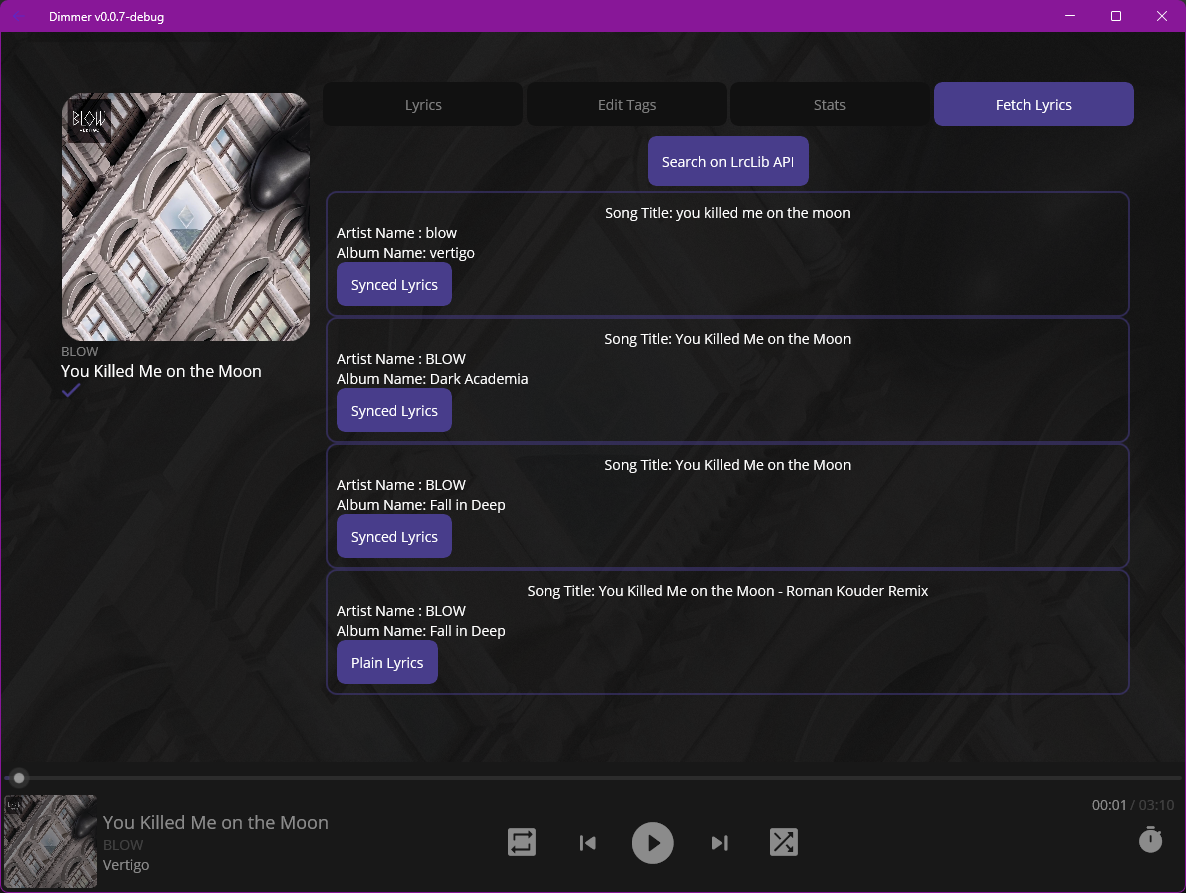 Dimmer v0.0.7-debug
Lyrics
Edit Tags
Stats
Fetch Lyrics
Search on LrcLib API
BLOW
VERTIGO
BLOW
You Killed Me on the Moon
Song Title: you killed me on the moon
Artist Name : blow
Album Name: vertigo
Synced Lyrics
Song Title: You Killed Me on the Moon
Artist Name : BLOW
Album Name: Dark Academia
Synced Lyrics
Song Title: You Killed Me on the Moon
Artist Name : BLOW
Album Name: Fall in Deep
Synced Lyrics
Song Title: You Killed Me on the Moon - Roman Kouder Remix
Artist Name : BLOW
Album Name: Fall in Deep
Plain Lyrics
You Killed Me on the Moon
BLOW
Vertigo
00:01 / 03:10